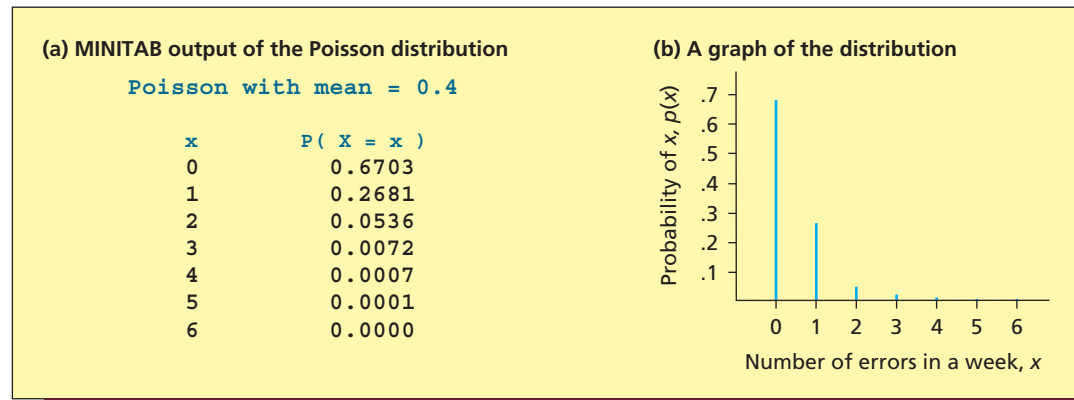 (a) MINITAB output of the Poisson distribution
Poisson with mean = 0.4
x P( X = x )
0 0.6703
1 0.2681
2 0.0536
3 0.0072
4 0.0007
5 0.0001
6 0.0000
(b) A graph of the distribution
Probability of x, p(x)
.7
.6
.5
.4
.3
.2
.1
0 1 2 3 4 5 6
Number of errors in a week, x